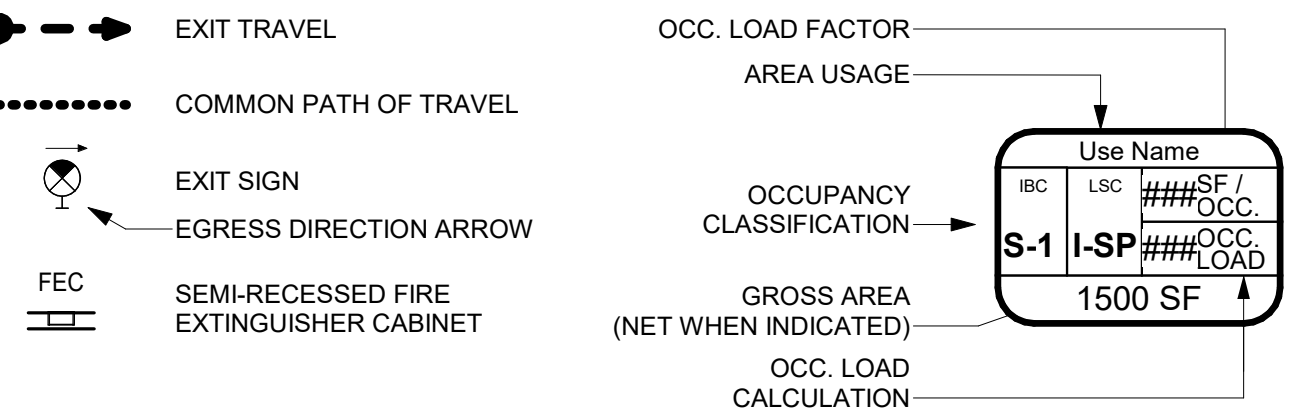 EXIT TRAVEL
COMMON PATH OF TRAVEL
EXIT SIGN
EGRESS DIRECTION ARROW
FEC
SEMI-RECESSED FIRE
EXTINGUISHER CABINET
OCC. LOAD FACTOR
AREA USAGE
OCCUPANCY
CLASSIFICATION
GROSS AREA
(NET WHEN INDICATED)
OCC. LOAD
CALCULATION
Use Name
IBC
S-1
LSC
I-SP
###SF /
OCC.
###OCC.
LOAD
1500 SF